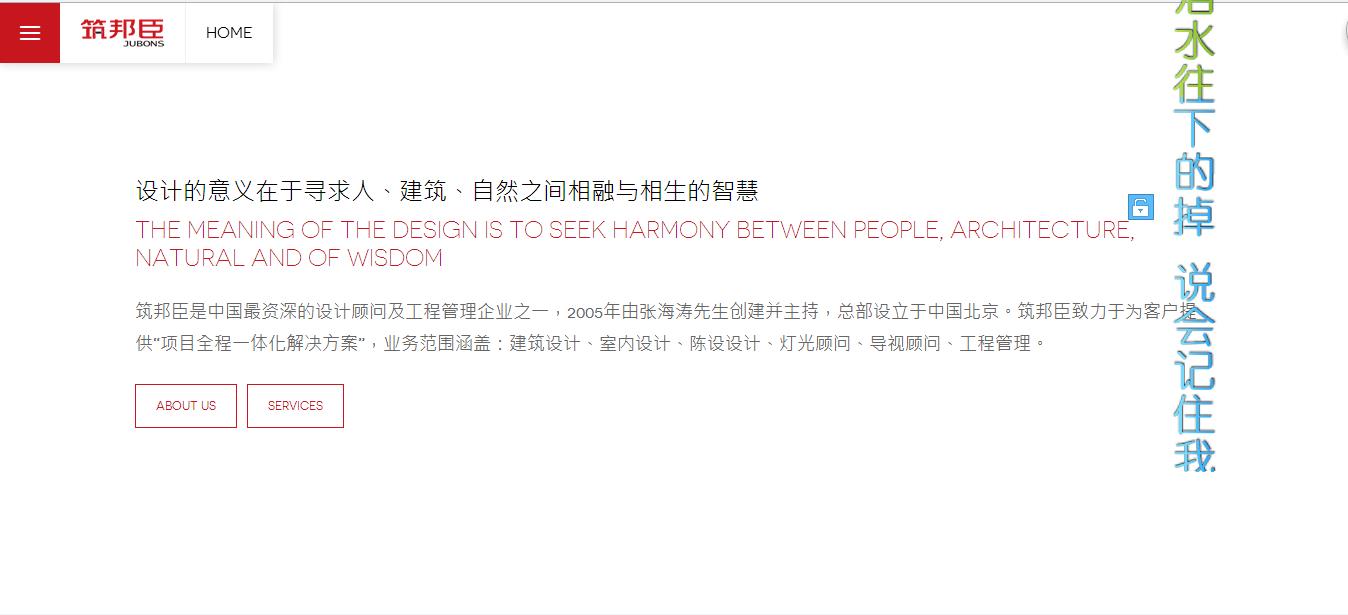 筑邦臣
JUBONS
HOME
设计的意义在于寻求人、建筑、自然之间相融与相生的智慧
THE MEANING OF THE DESIGN IS TO SEEK HARMONY BETWEEN PEOPLE, ARCHITECTURE,
NATURAL AND OF WISDOM
筑邦臣是中国最资深的设计顾问及工程管理企业之一，2005年由张海涛先生创建并主持，总部设立于中国北京。筑邦臣致力于为客户提
供“项目全程一体化解决方案”，业务范围涵盖：建筑设计、室内设计、陈设设计、灯光顾问、导视顾问、工程管理。
ABOUT US
SERVICES
水往下的掉 说会记住我